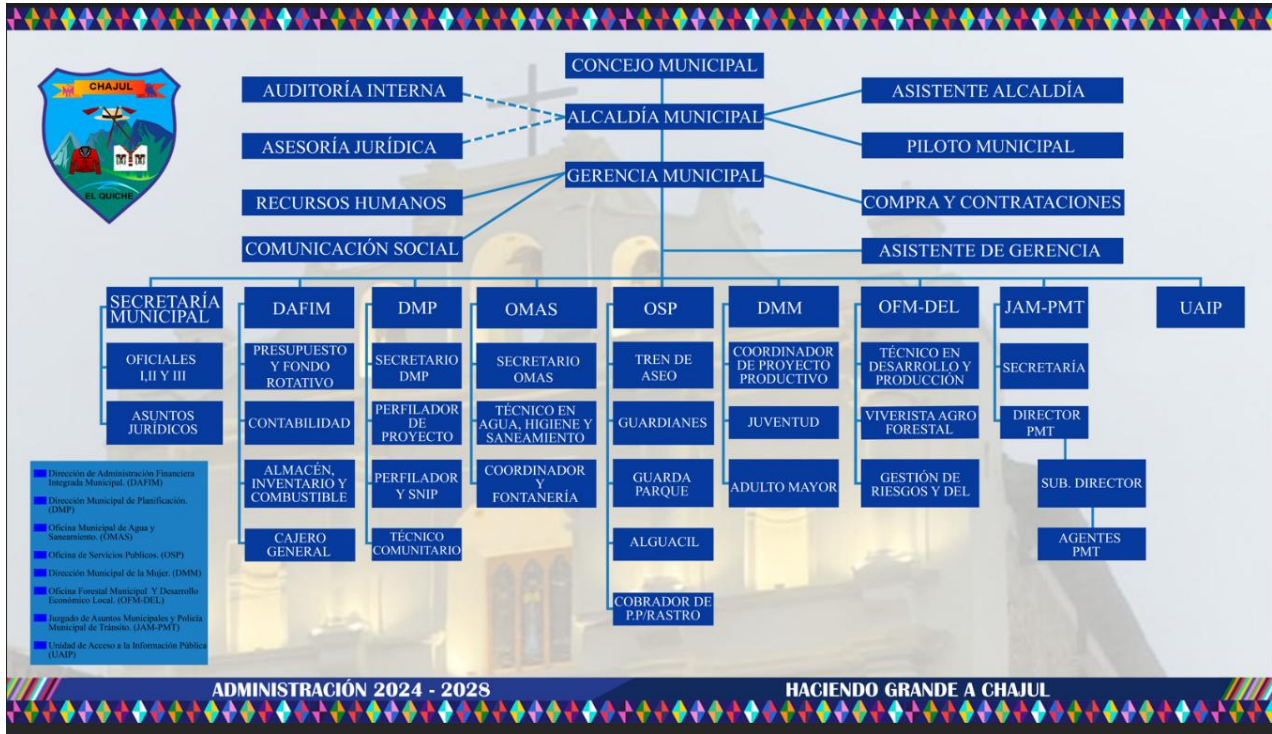 CHAJUL
EL QUICHE
CONCEJO MUNICIPAL
AUDITORÍA INTERNA
ALCALDÍA MUNICIPAL
ASISTENTE ALCALDÍA
ASESORÍA JURÍDICA
PILOTO MUNICIPAL
GERENCIA MUNICIPAL
RECURSOS HUMANOS
COMPRA Y CONTRATACIONES
COMUNICACIÓN SOCIAL
ASISTENTE DE GERENCIA
SECRETARÍA
MUNICIPAL
OFICIALES
I,II Y III
ASUNTOS
JURÍDICOS
DAFIM
PRESUPUESTO
Y FONDO
ROTATIVO
CONTABILIDAD
ALMACÉN,
INVENTARIO Y
COMBUSTIBLE
CAJERO
GENERAL
DMP
SECRETARIO
DMP
PERFILADOR
DE
PROYECTO
PERFILADOR
Y SNIP
TÉCNICO
COMUNITARIO
OMAS
SECRETARIO
OMAS
TÉCNICO EN
AGUA, HIGIENE Y
SANEAMIENTO
COORDINADOR
Y
FONTANERÍA
OSP
TREN DE
ASEO
GUARDIANES
GUARDA
PARQUE
ALGUACIL
COBRADOR DE
P.P/RASTRO
DMM
COORDINADOR
DE PROYECTO
PRODUCTIVO
JUVENTUD
ADULTO MAYOR
OFM-DEL
TÉCNICO EN
DESARROLLO Y
PRODUCCIÓN
VIVERISTA AGRO
FORESTAL
GESTIÓN DE
RIESGOS Y DEL
JAM-PMT
SECRETARÍA
DIRECTOR
PMT
SUB. DIRECTOR
AGENTES
PMT
UAIP
Dirección de Administración Financiera
Integrada Municipal. (DAFIM)
Dirección Municipal de Planificación.
(DMP)
Oficina Municipal de Agua y
Saneamiento. (OMAS)
Oficina de Servicios Publicos. (OSP)
Dirección Municipal de la Mujer. (DMM)
Oficina Forestal Municipal Y Desarrollo
Económico Local. (OFM-DEL)
Juzgado de Asuntos Municipales y Policía
Municipal de Tránsito. (JAM-PMT)
Unidad de Acceso a la Información Pública
(UAIP)
ADMINISTRACIÓN 2024 - 2028
HACIENDO GRANDE A CHAJUL